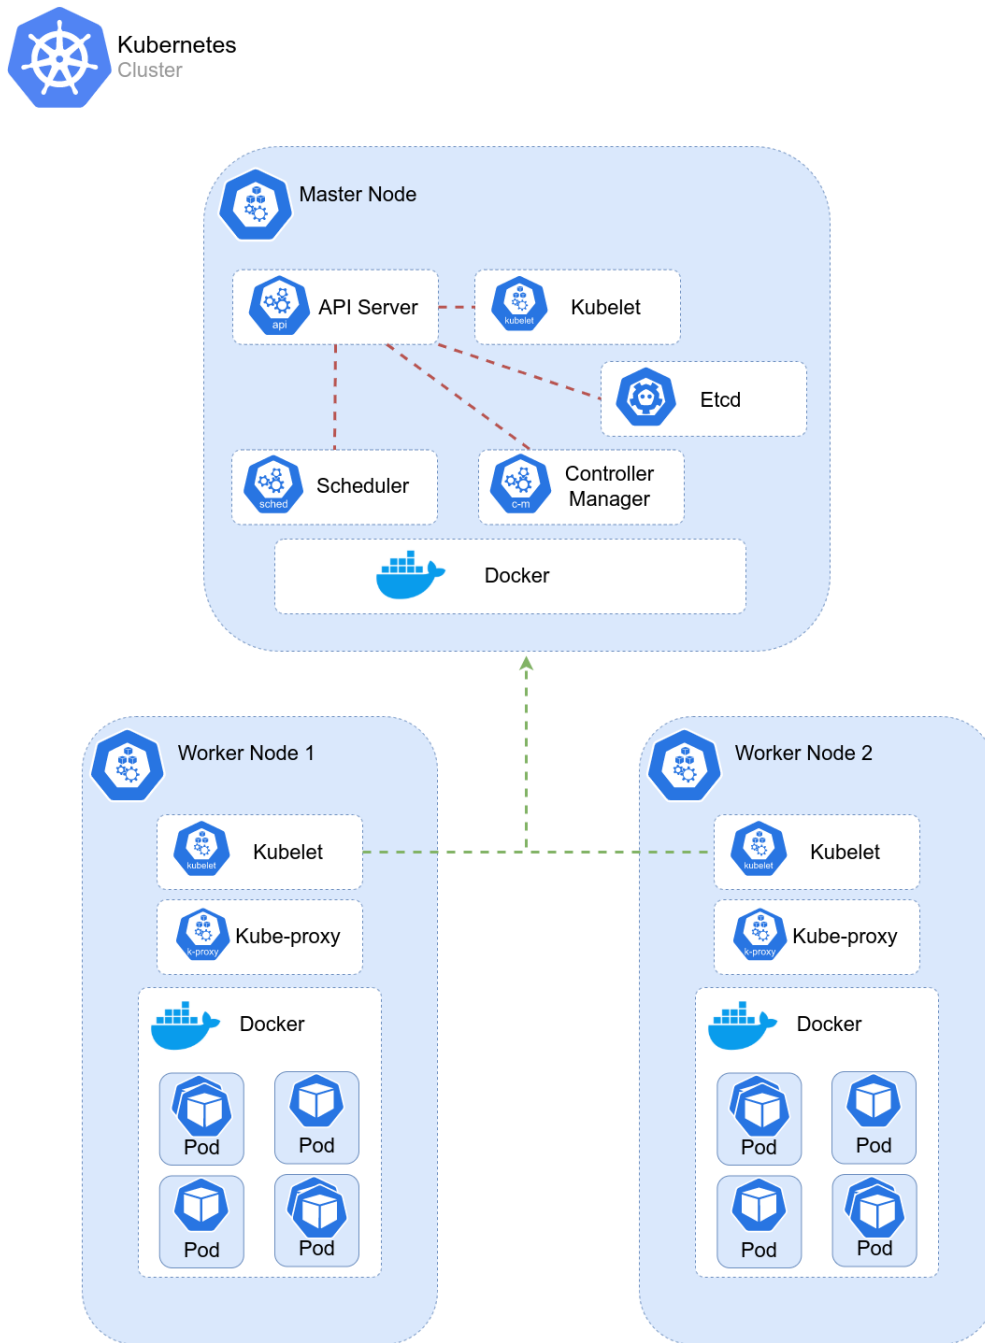 Kubernetes
Cluster
Master Node
api
API Server
kubelet
Kubelet
Etcd
sched
Scheduler
c-m
Controller
Manager
Docker
Worker Node 1
kubelet
Kubelet
k-proxy
Kube-proxy
Docker
Pod
Pod
Pod
Pod
Worker Node 2
kubelet
Kubelet
k-proxy
Kube-proxy
Docker
Pod
Pod
Pod
Pod